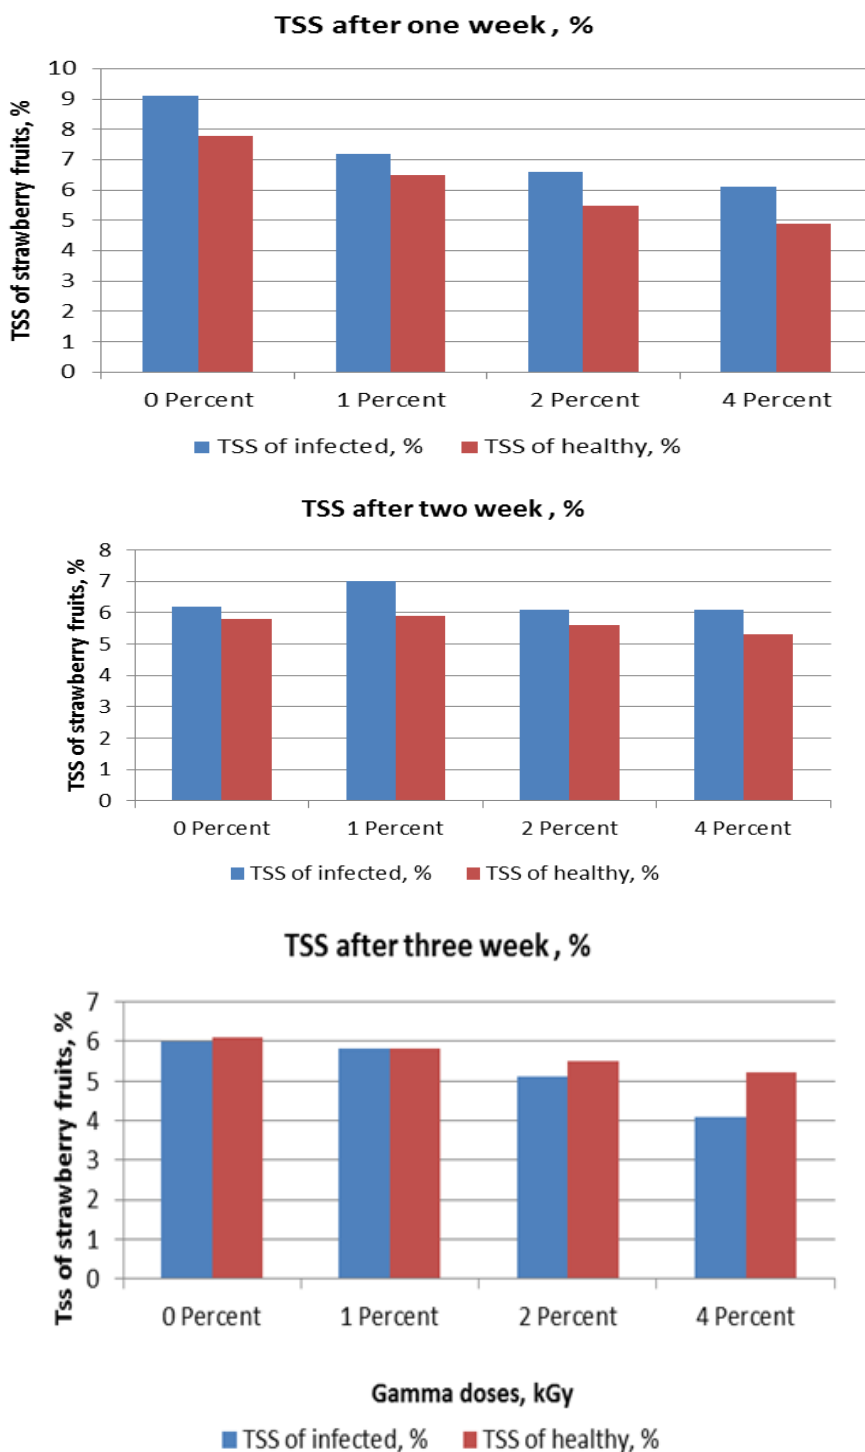 TSS after one week , %
TSS of strawberry fruits, %
10
9
8
7
6
5
4
3
2
1
0
0 Percent 1 Percent 2 Percent 4 Percent
TSS of infected, % TSS of healthy, %
TSS after two week , %
TSS of strawberry fruits, %
8
7
6
5
4
3
2
1
0
0 Percent 1 Percent 2 Percent 4 Percent
TSS of infected, % TSS of healthy, %
TSS after three week , %
Tss of strawberry fruits, %
7
6
5
4
3
2
1
0
0 Percent 1 Percent 2 Percent 4 Percent
Gamma doses, kGy
TSS of infected, % TSS of healthy, %